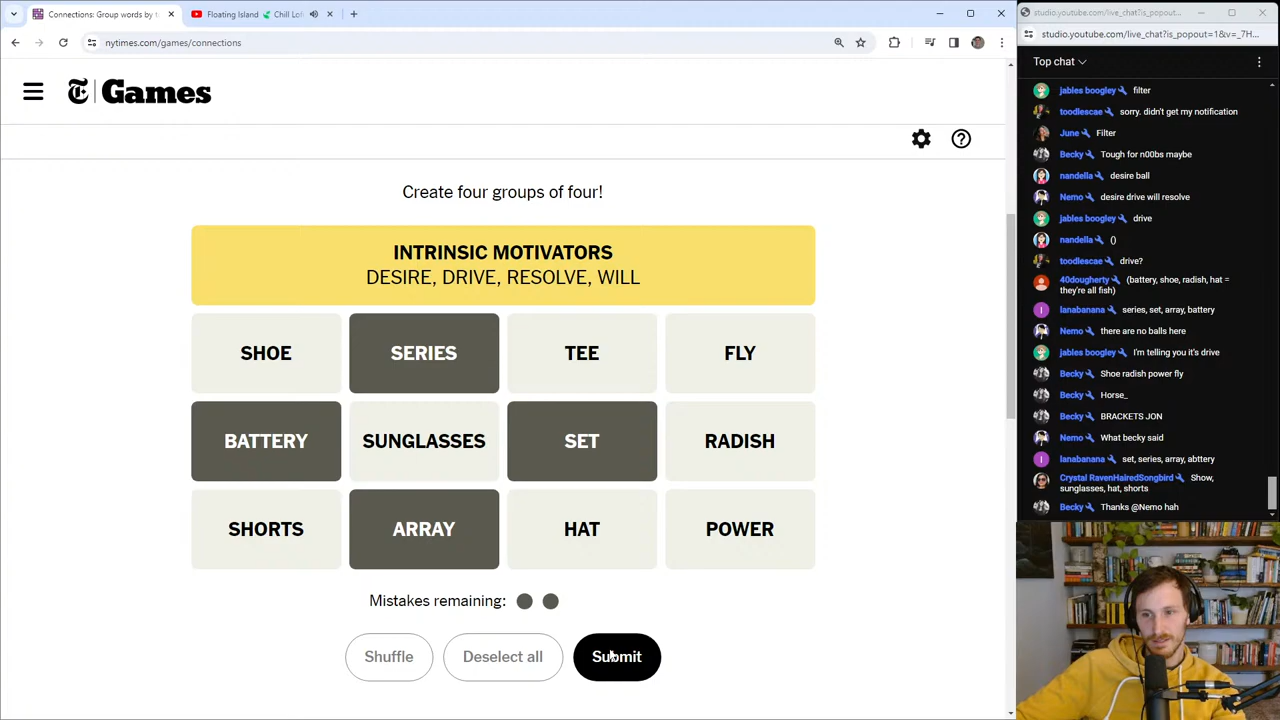 Connections: Group words by t
Floating Island
Chill Lof
studio.youtube.com/live_chat?is_popout...
nytimes.com/games/connections
studio.youtube.com/live_chat?is_popout=1&v=_7H...
Top chat
Games
Create four groups of four!
INTRINSIC MOTIVATORS
DESIRE, DRIVE, RESOLVE, WILL
SHOE
SERIES
TEE
FLY
BATTERY
SUNGLASSES
SET
RADISH
SHORTS
ARRAY
HAT
POWER
Mistakes remaining:
Shuffle
Deselect all
Submit
jables boogley filter
toodlescae sorry. didn't get my notification
June Filter
Becky Tough for n00bs maybe
nandella desire ball
Nemo desire drive will resolve
jables boogley drive
nandella ()
toodlescae drive?
40dougherty (battery, shoe, radish, hat =
they're all fish)
lanabanana series, set, array, battery
Nemo there are no balls here
jables boogley I'm telling you it's drive
Becky Shoe radish power fly
Becky Horse_
Becky BRACKETS JON
Nemo What becky said
lanabanana set, series, array, abttery
Crystal RavenHairedSongbird Show,
sunglasses, hat, shorts
Becky Thanks @Nemo hah